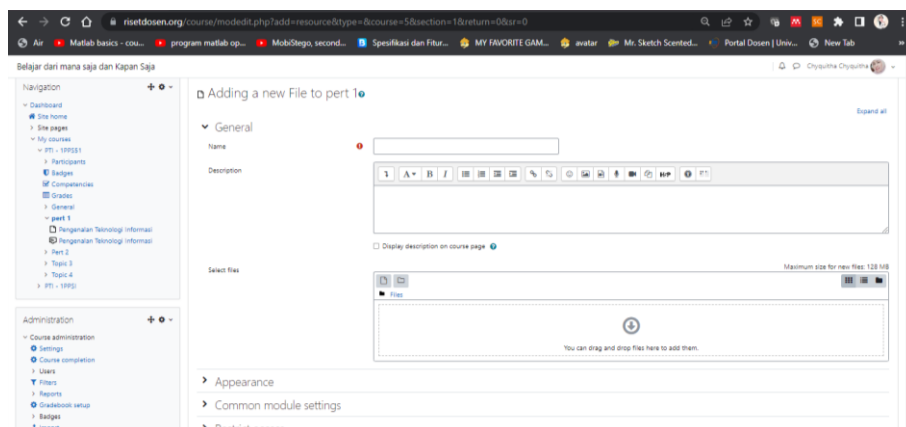 risetdosen.org/course/modedit.php?add=resource&type=&course=5&section=1&return=0&sr=0
Air
Matlab basics - cou...
program matlab op...
MobiStego, second...
Spesifikasi dan Fitur...
MY FAVORITE GAM...
avatar
Mr. Sketch Scented...
Portal Dosen | Univ...
New Tab
Belajar dari mana saja dan Kapan Saja
Chyquitha Chyquitha
Navigation
Dashboard
Site home
Site pages
My courses
PTI - 1PPSS1
Participants
Badges
Competencies
Grades
General
part 1
Pengenalan Teknologi Informasi
Pengenalan Teknologi Informasi
Part 2
Topic 3
Topic 4
PTI - 1PPSI
Administration
Course administration
Settings
Course completion
Users
Filters
Reports
Gradebook setup
Badges
Adding a new File to pert 1
Expand all
General
Name
Description
A B I
H-P
Display description on course page
Select files
Maximum size for new files: 128 MB
Files
You can drag and drop files here to add them.
Appearance
Common module settings